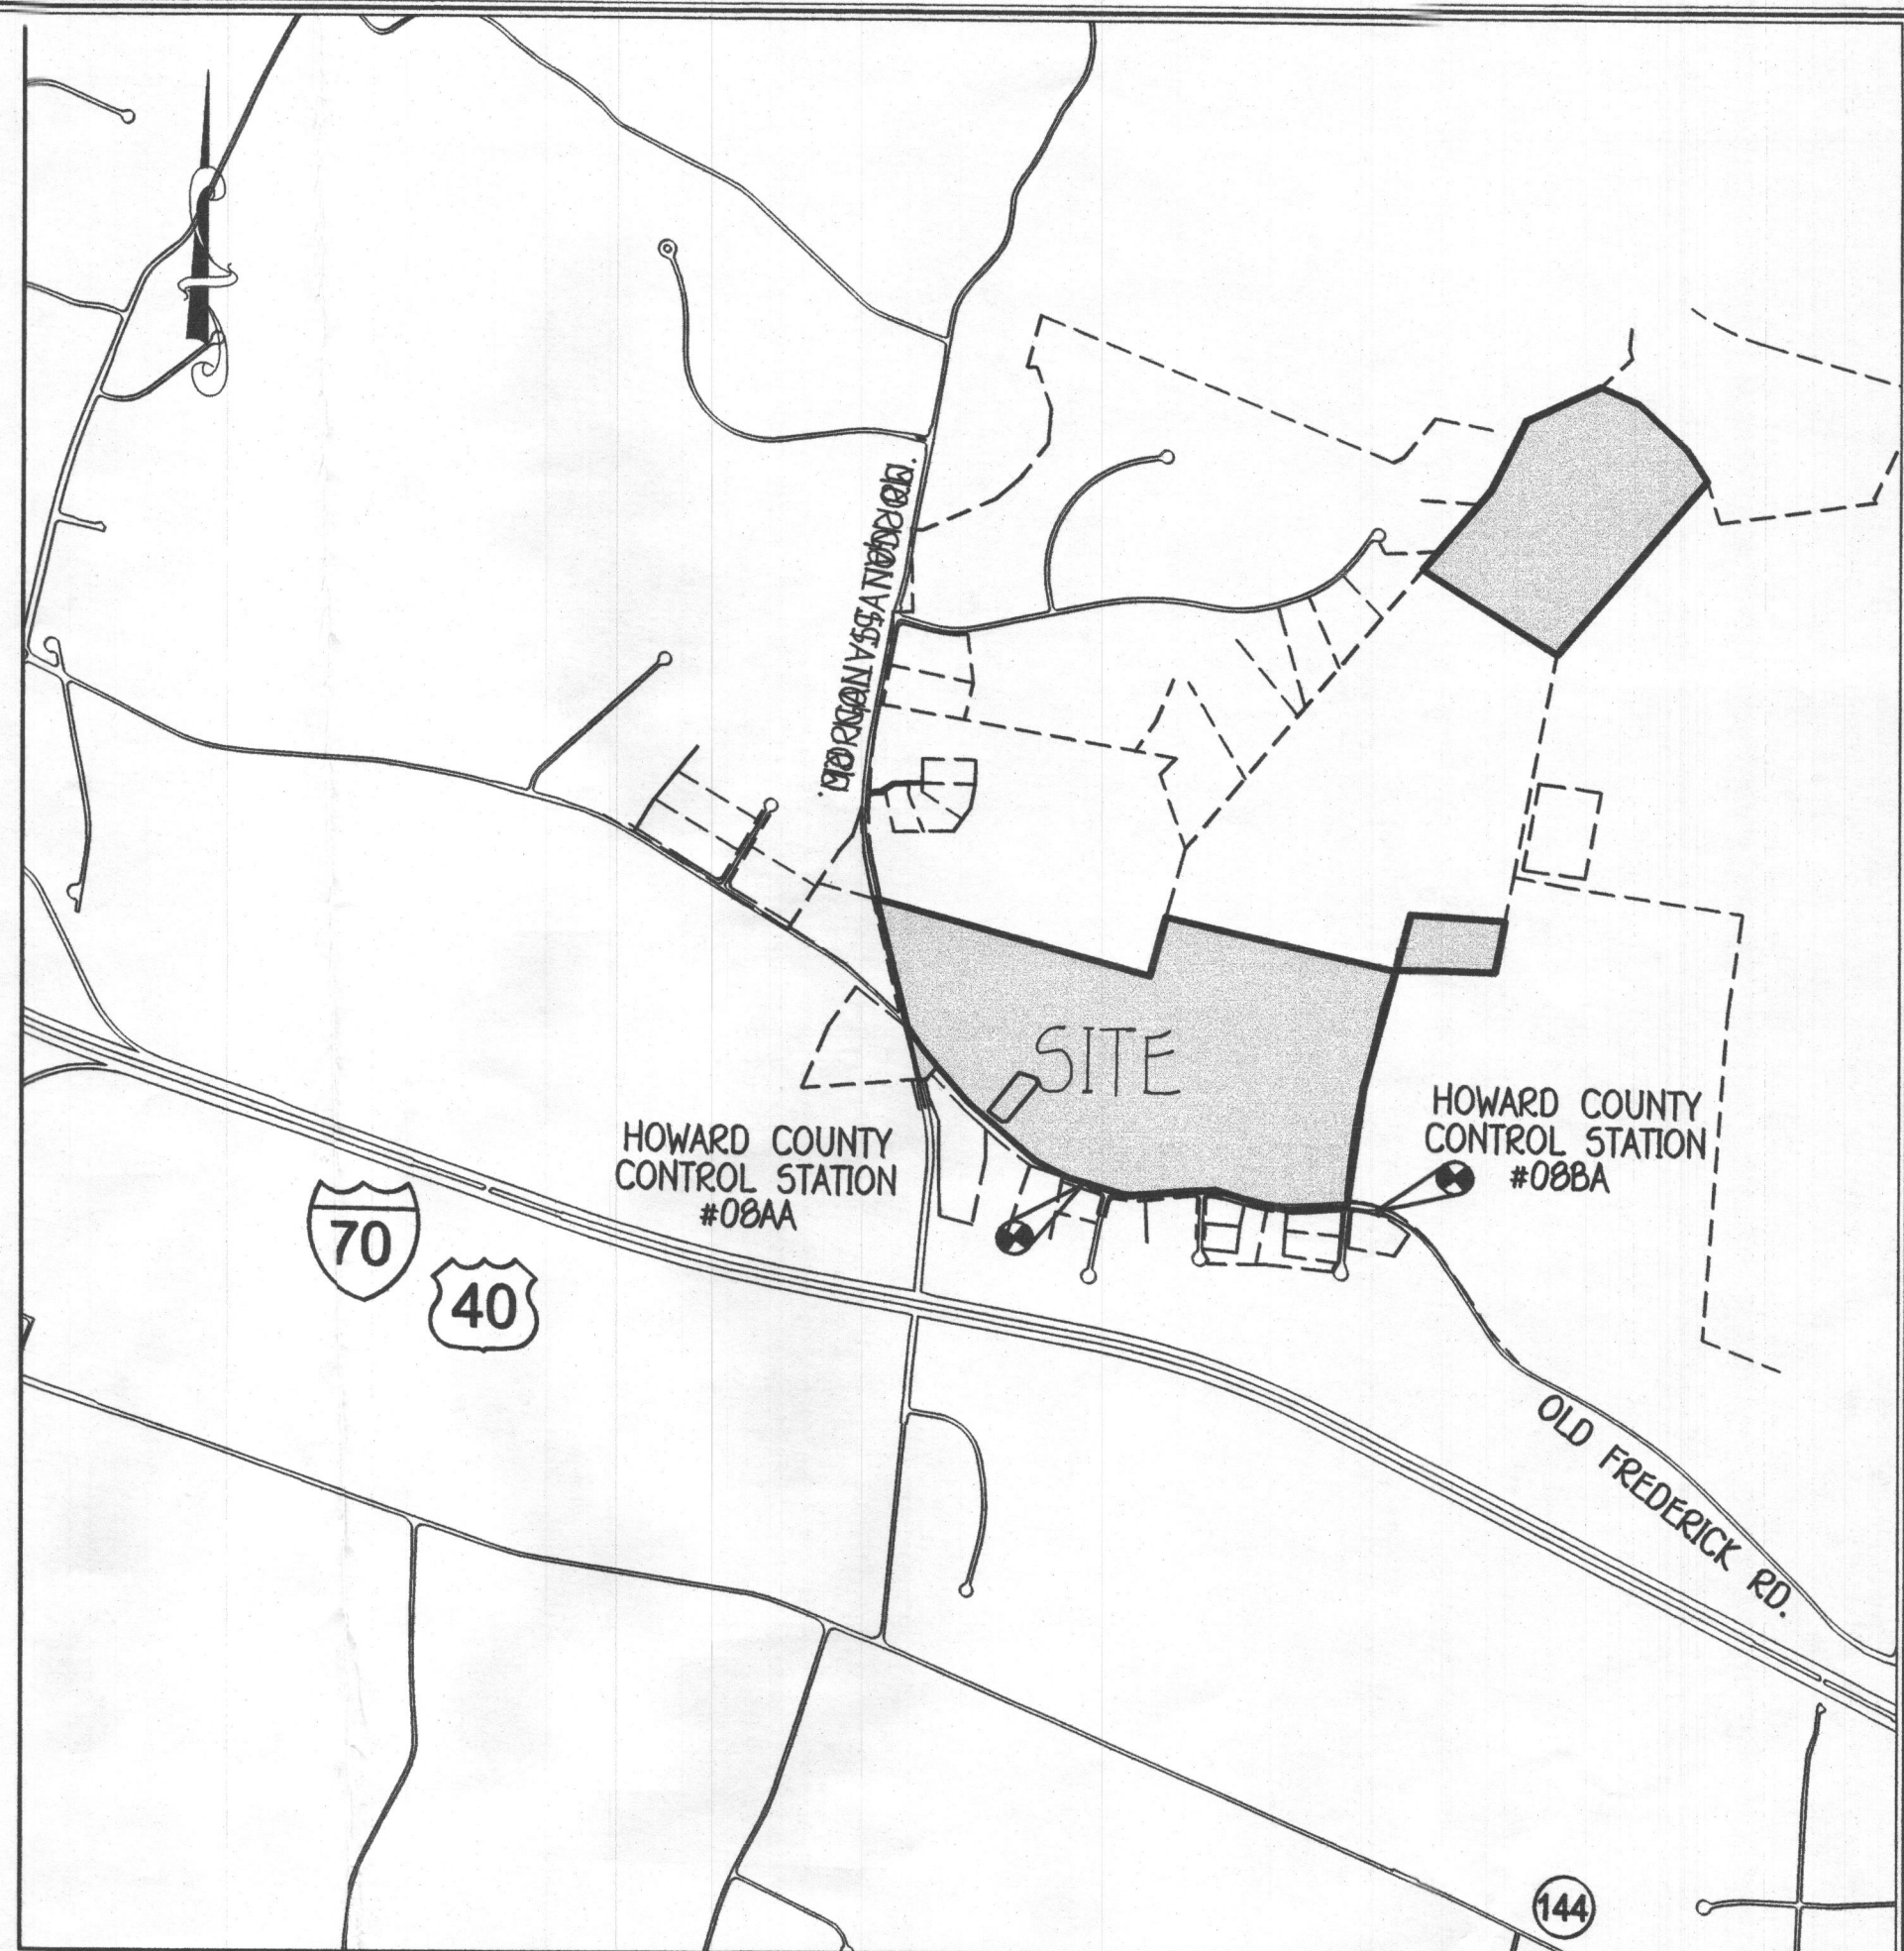 SITE
HOWARD COUNTY
CONTROL STATION
#08BA
HOWARD COUNTY
CONTROL STATION
#08AA
70
40
OLD FREDERICK RD.
144